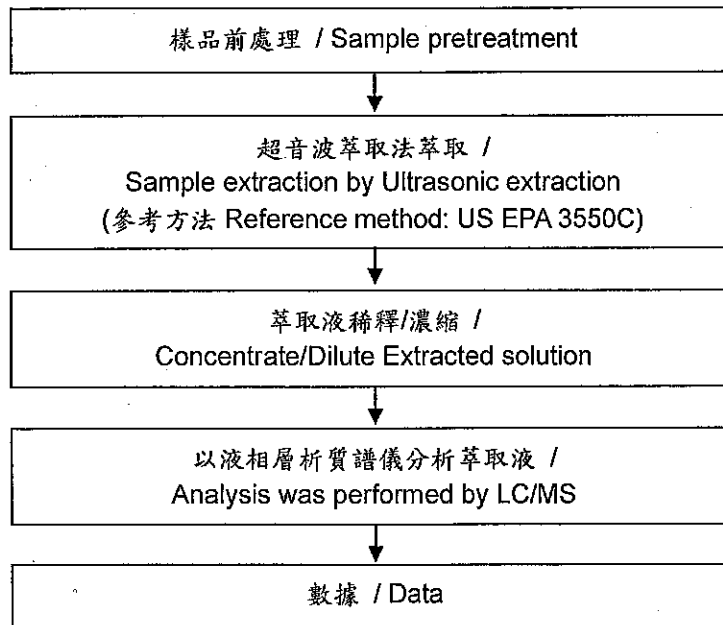 樣品前處理 / Sample pretreatment
超音波萃取法萃取 /
Sample extraction by Ultrasonic extraction
(參考方法 Reference method: US EPA 3550C)
萃取液稀釋/濃縮 /
Concentrate/Dilute Extracted solution
以液相層析質譜儀分析萃取液 /
Analysis was performed by LC/MS
數據 / Data